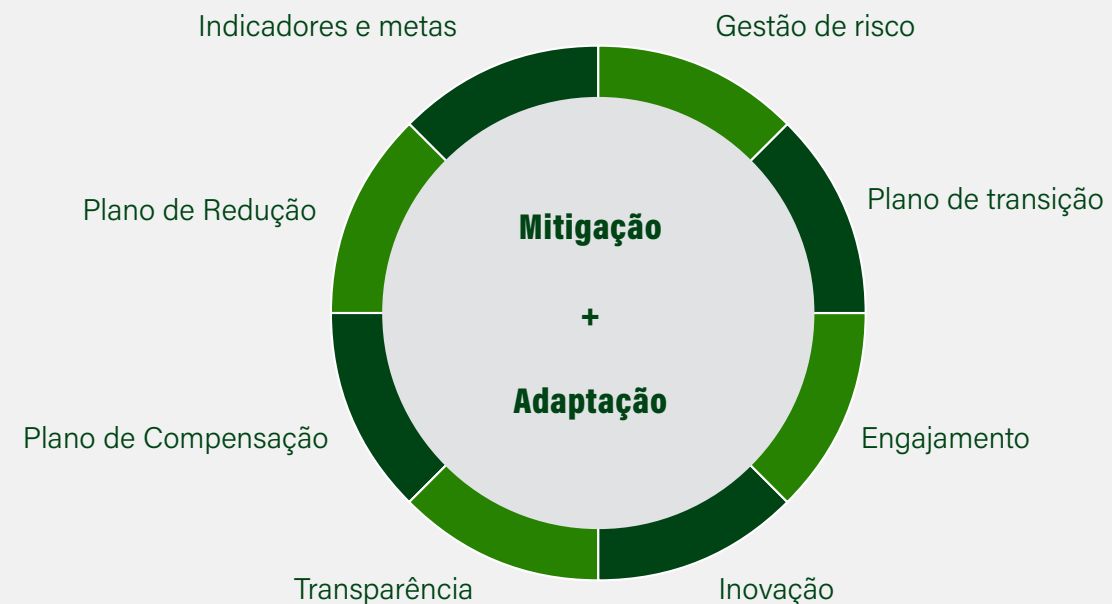 Indicadores e metas
Gestão de risco
Plano de Redução
Plano de transição
Mitigação
+
Adaptação
Plano de Compensação
Engajamento
Transparência
Inovação